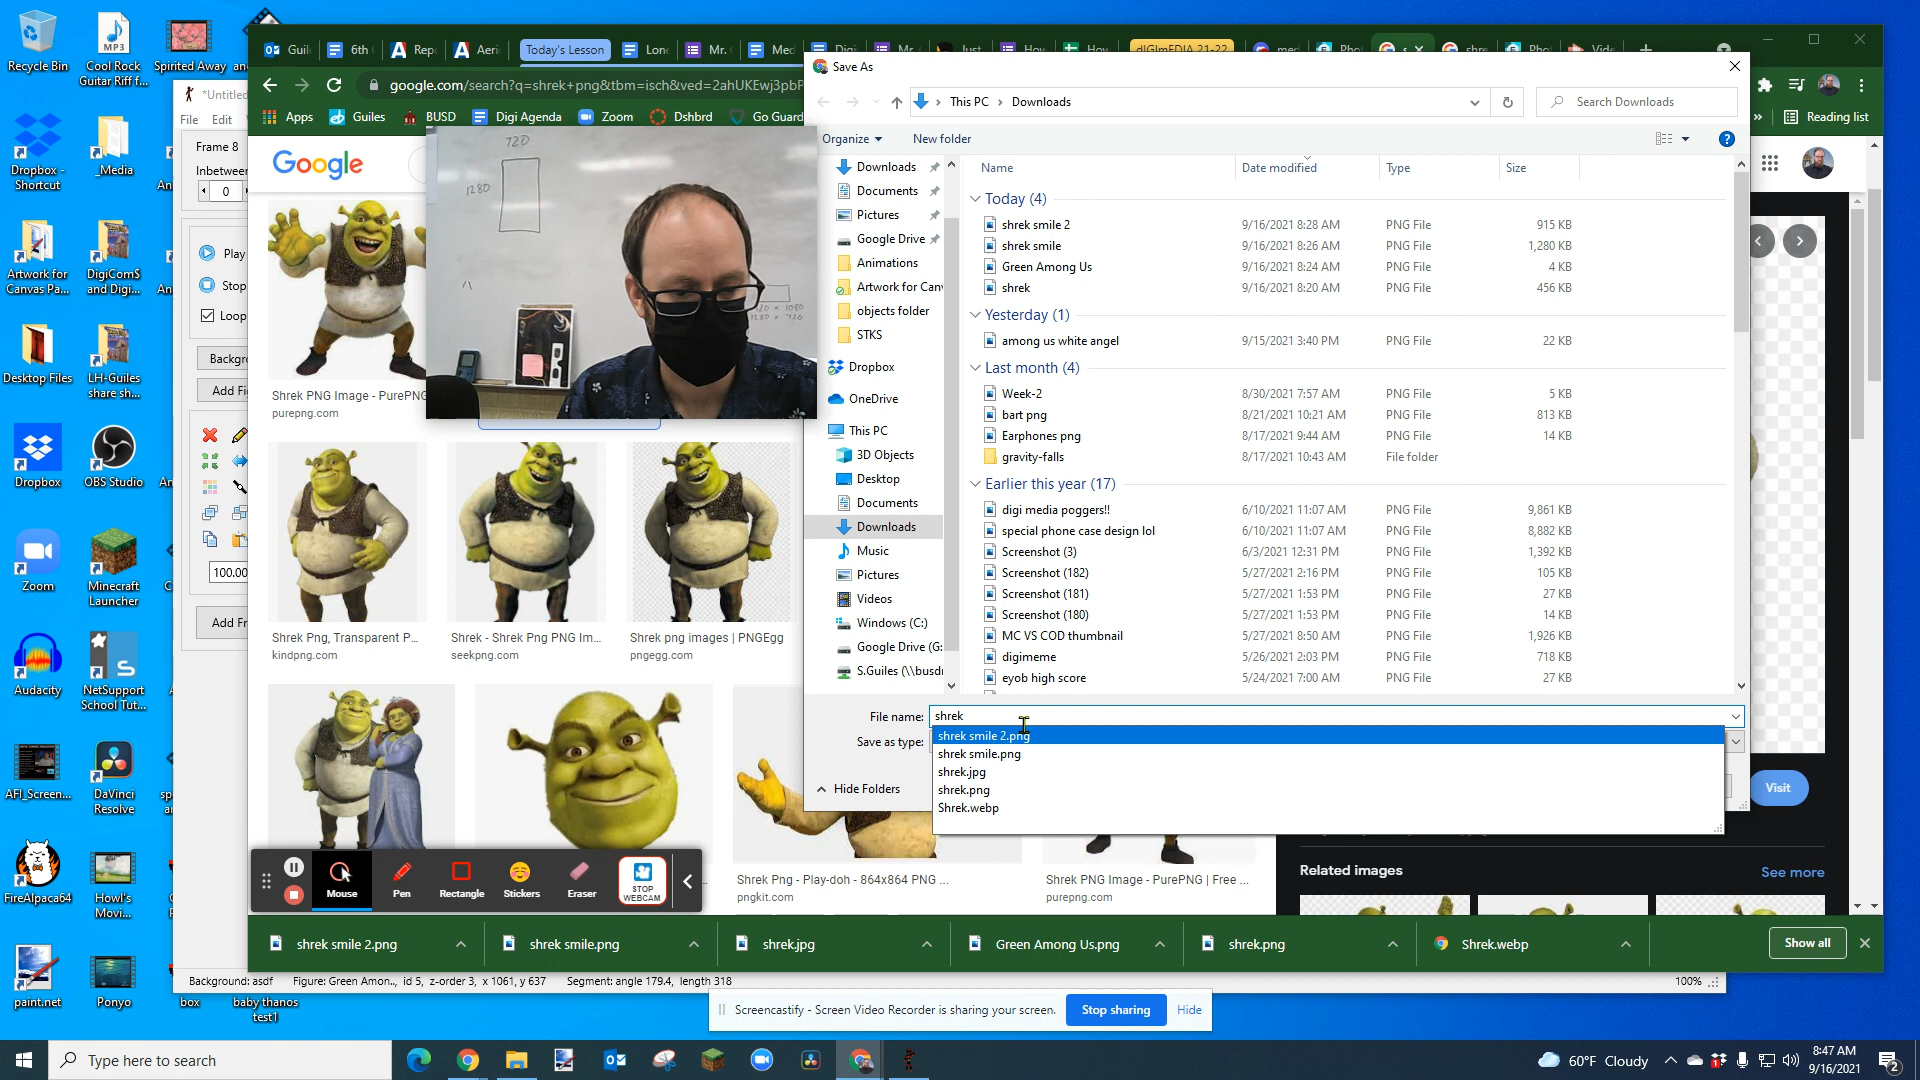 Recycle Bin
Cool Rock
Guitar Riff f...
Spirited Away
Dropbox -
Shortcut
_Media
Artwork for
Canvas Pa...
DigiCom$
and Digi...
Desktop Files
LH-Guiles
share sh...
Dropbox
OBS Studio
Zoom
Minecraft
Launcher
Audacity
NetSupport
School Tut...
AFI_Screen...
DaVinci
Resolve
FireAlpaca64
Howl's
Movi...
paint.net
Ponyo
box
baby thanos
test1
*Untitled
File Edit
Frame 8
Inbetween
0
Play
Stop
Loop
Backgr
Add Fi
100.00
Add Fr
Today's Lesson
dIGImEDIA 21-22
google.com/search?q=shrek+png&tbm=isch&ved=2ahUKEwj3pbP
Apps Guiles BUSD Digi Agenda Zoom Dshbrd Go Guard
Reading list
Google
720
1280
Shrek PNG Image - PurePNG
purepng.com
Shrek Png, Transparent P...
kindpng.com
Shrek - Shrek Png PNG Im...
seekpng.com
Shrek png images | PNGEgg
pngegg.com
Shrek Png - Play-doh - 864x864 PNG ...
pngkit.com
Shrek PNG Image - PurePNG | Free ...
purepng.com
Visit
Related images
See more
Save As
This PC
Downloads
Search Downloads
Organize
New folder
Downloads
Documents
Pictures
Google Drive
Animations
Artwork for Can
objects folder
STKS
Dropbox
OneDrive
This PC
3D Objects
Desktop
Documents
Downloads
Music
Pictures
Videos
Windows (C:)
Google Drive (G:
S.Guiles (\\busd
Name Date modified Type Size
Today (4)
shrek smile 2 9/16/2021 8:28 AM PNG File 915 KB
shrek smile 9/16/2021 8:26 AM PNG File 1,280 KB
Green Among Us 9/16/2021 8:24 AM PNG File 4 KB
shrek 9/16/2021 8:20 AM PNG File 456 KB
Yesterday (1)
among us white angel 9/15/2021 3:40 PM PNG File 22 KB
Last month (4)
Week-2 8/30/2021 7:57 AM PNG File 5 KB
bart png 8/21/2021 10:21 AM PNG File 813 KB
Earphones png 8/17/2021 9:44 AM PNG File 14 KB
gravity-falls 8/17/2021 10:43 AM File folder
Earlier this year (17)
digi media poggers!! 6/10/2021 11:07 AM PNG File 9,861 KB
special phone case design lol 6/10/2021 11:07 AM PNG File 8,882 KB
Screenshot (3) 6/3/2021 12:31 PM PNG File 1,392 KB
Screenshot (182) 5/27/2021 2:16 PM PNG File 105 KB
Screenshot (181) 5/27/2021 1:53 PM PNG File 27 KB
Screenshot (180) 5/27/2021 1:53 PM PNG File 14 KB
MC VS COD thumbnail 5/27/2021 8:50 AM PNG File 1,926 KB
digimeme 5/26/2021 2:03 PM PNG File 718 KB
eyob high score 5/24/2021 7:00 AM PNG File 27 KB
File name: shrek
Save as type:
shrek smile 2.png
shrek smile.png
shrek.jpg
shrek.png
Shrek.webp
Hide Folders
Mouse
Pen
Rectangle
Stickers
Eraser
STOP
WEBCAM
shrek smile 2.png
shrek smile.png
shrek.jpg
Green Among Us.png
shrek.png
Shrek.webp
Show all
Background: asdf Figure: Green Amon.., id 5, z-order 3, x 1061, y 637 Segment: angle 179.4, length 318
100%
Screencastify - Screen Video Recorder is sharing your screen.
Stop sharing
Hide
Type here to search
60°F Cloudy
8:47 AM
9/16/2021
2